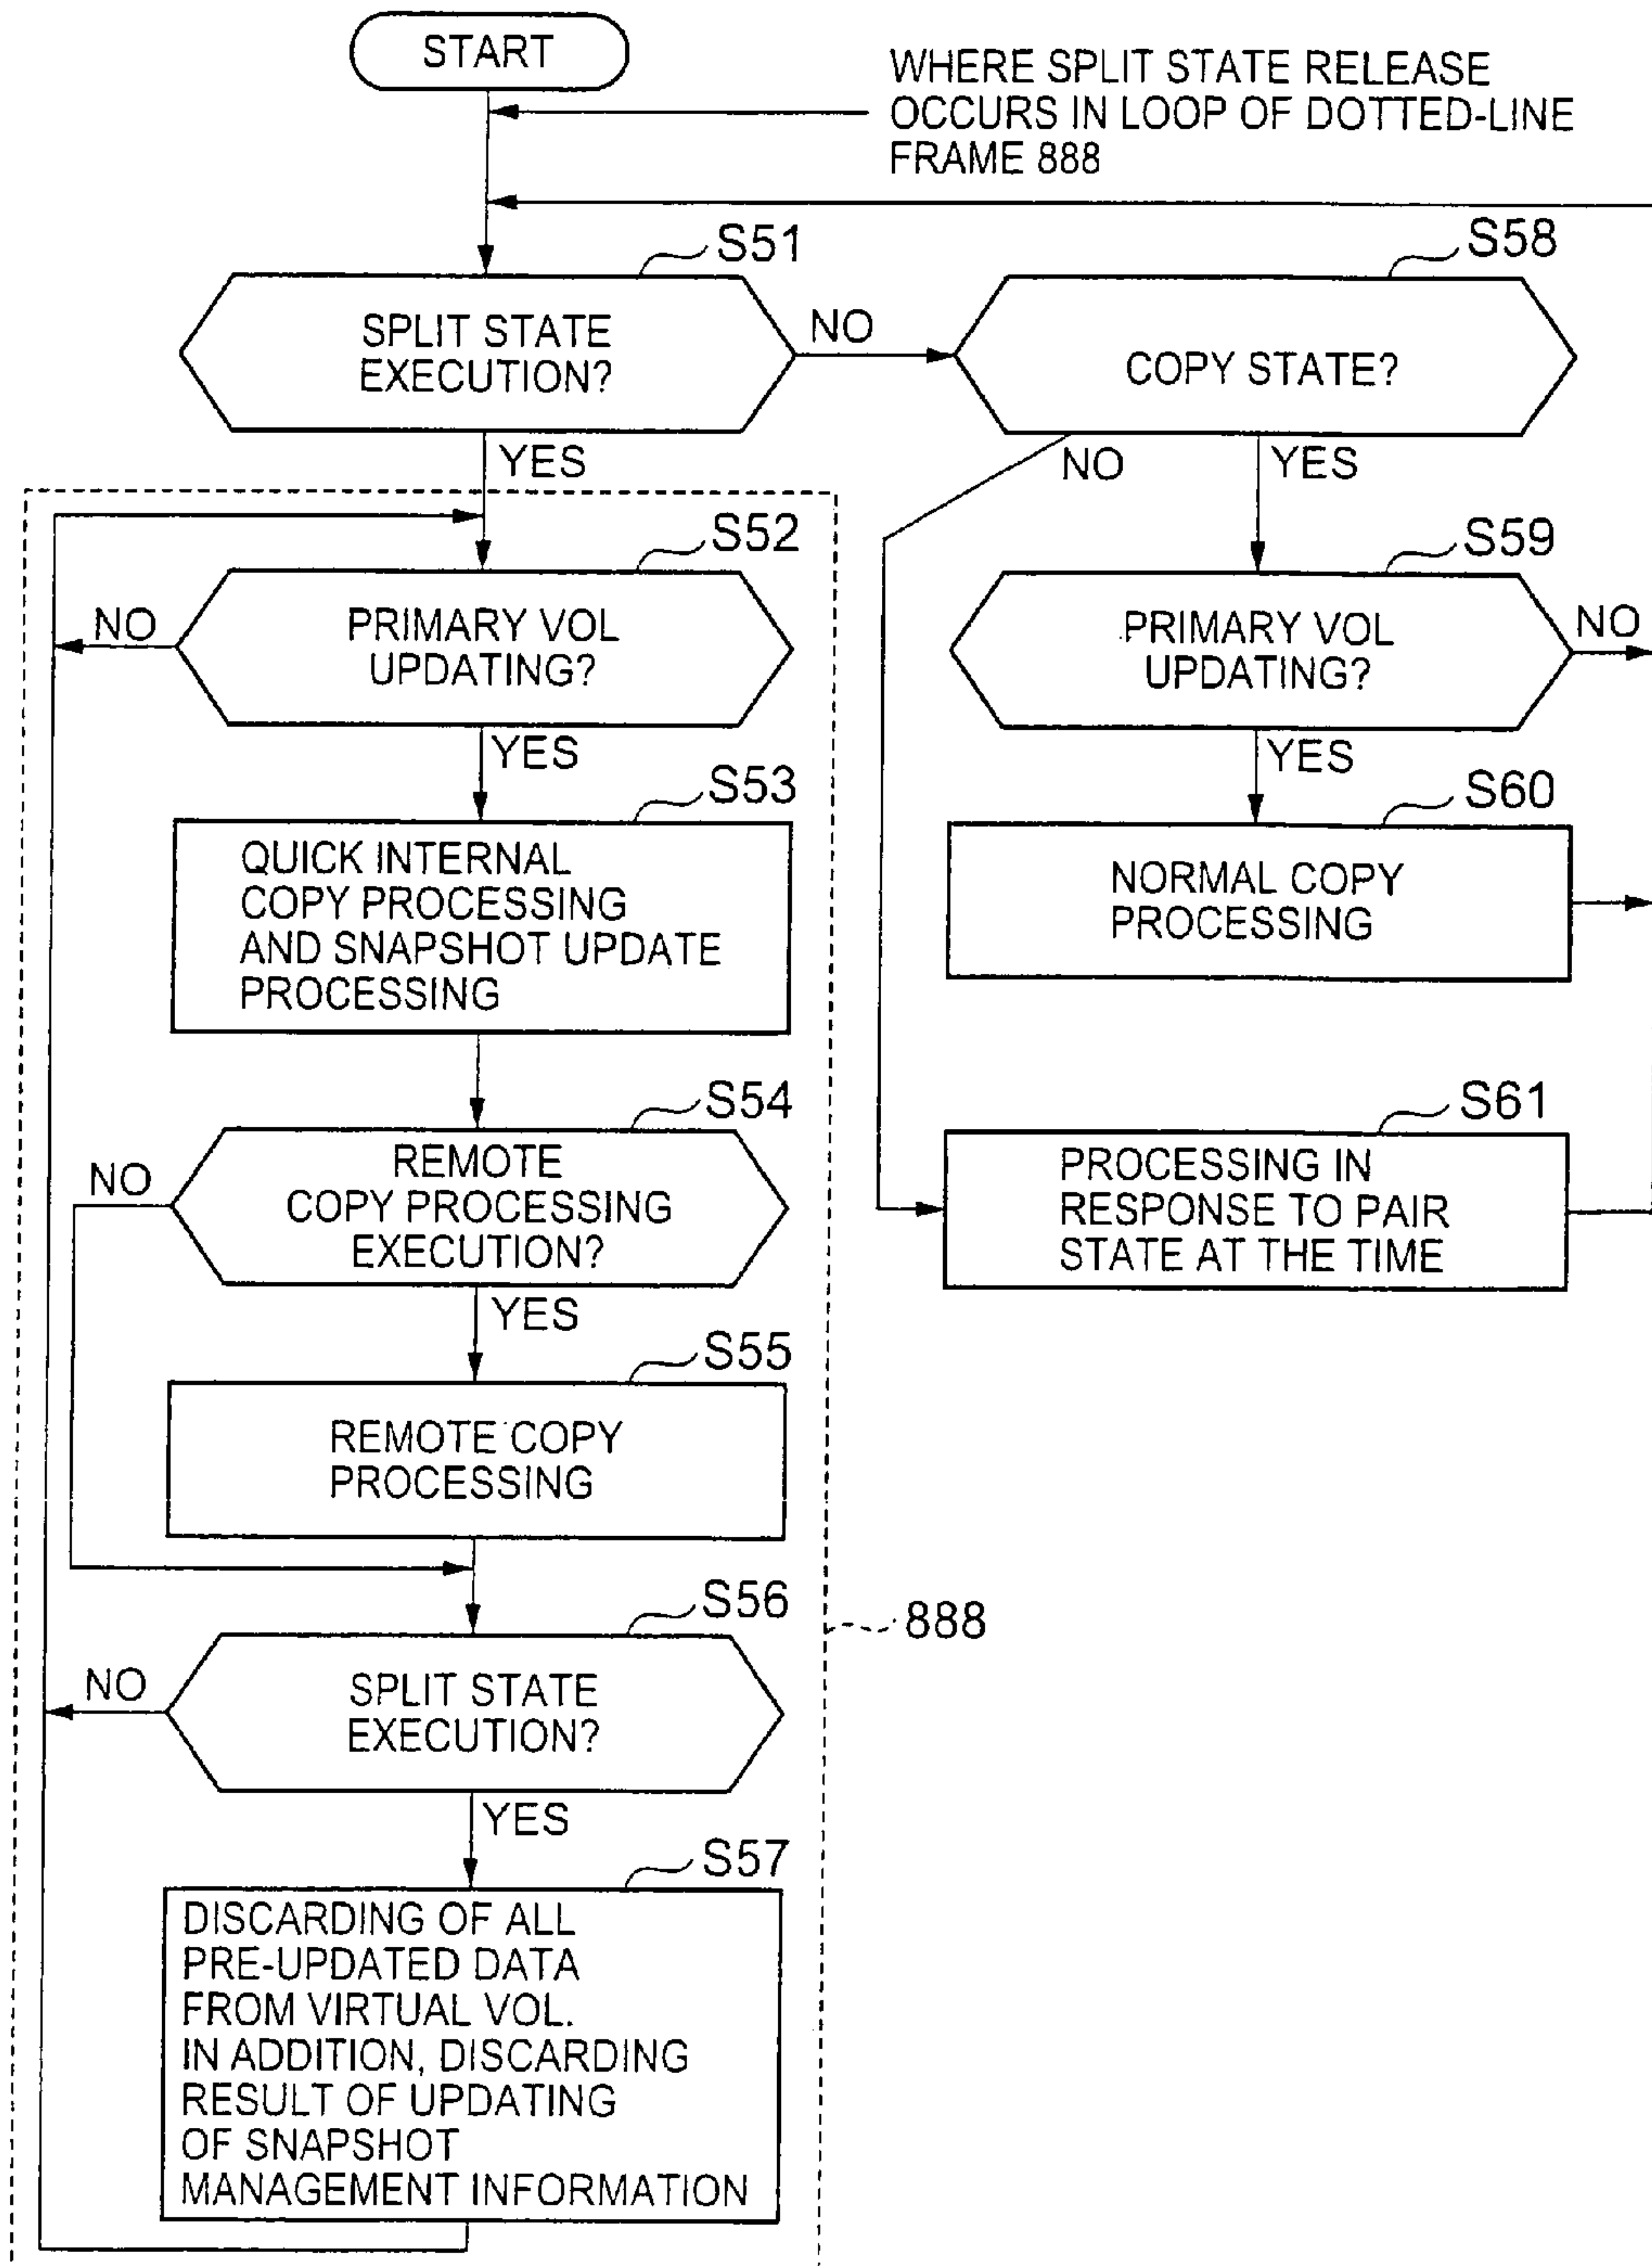 START
WHERE SPLIT STATE RELEASE
OCCURS IN LOOP OF DOTTED-LINE
FRAME 888
S51
SPLIT STATE
EXECUTION?
NO
S58
COPY STATE?
YES
NO
YES
S52
PRIMARY VOL
UPDATING?
NO
YES
S59
PRIMARY VOL
UPDATING?
NO
YES
S53
QUICK INTERNAL
COPY PROCESSING
AND SNAPSHOT UPDATE
PROCESSING
S60
NORMAL COPY
PROCESSING
S54
REMOTE
COPY PROCESSING
EXECUTION?
NO
YES
S61
PROCESSING IN
RESPONSE TO PAIR
STATE AT THE TIME
S55
REMOTE COPY
PROCESSING
S56
888
SPLIT STATE
EXECUTION?
NO
YES
S57
DISCARDING OF ALL
PRE-UPDATED DATA
FROM VIRTUAL VOL.
IN ADDITION, DISCARDING
RESULT OF UPDATING
OF SNAPSHOT
MANAGEMENT INFORMATION